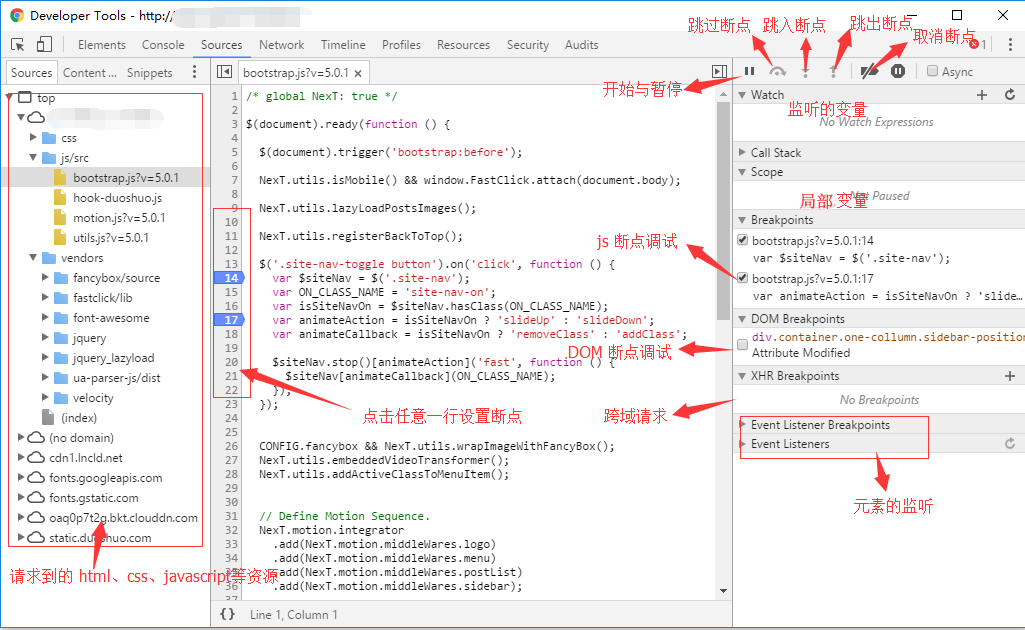 Developer Tools - http://
跳过断点 跳入断点 跳出断点
取消断点
Elements Console Sources Network Timeline Profiles Resources Security Audits
1
Sources Content ... Snippets
bootstrap.js?v=5.0.1 ×
Async
开始与暂停
top
css
js/src
bootstrap.js?v=5.0.1
hook-duoshuo.js
motion.js?v=5.0.1
utils.js?v=5.0.1
vendors
fancybox/source
fastclick/lib
font-awesome
jquery
jquery_lazyload
ua-parser-js/dist
velocity
(index)
(no domain)
cdn1.lncld.net
fonts.googleapis.com
fonts.gstatic.com
oaq0p7t2g.bkt.clouddn.com
static.duoshuo.com
请求到的 html、css、javascript等资源
1 /* global NexT: true */
2
3 $(document).ready(function () {
4
5 $(document).trigger('bootstrap:before');
6
7 NexT.utils.isMobile() && window.FastClick.attach(document.body);
8
9 NexT.utils.lazyLoadPostsImages();
10
11 NexT.utils.registerBackToTop();
12
13 $('.site-nav-toggle button').on('click', function () {
14 var $siteNav = $('.site-nav');
15 var ON_CLASS_NAME = 'site-nav-on';
16 var isSiteNavOn = $siteNav.hasClass(ON_CLASS_NAME);
17 var animateAction = isSiteNavOn ? 'slideUp' : 'slideDown';
18 var animateCallback = isSiteNavOn ? 'removeClass' : 'addClass';
19
20 $siteNav.stop()[animateAction]('fast', function () {
21 $siteNav[animateCallback](ON_CLASS_NAME);
22 });
23 });
24
25
26 CONFIG.fancybox && NexT.utils.wrapImageWithFancyBox();
27 NexT.utils.embeddedVideoTransformer();
28 NexT.utils.addActiveClassToMenuItem();
29
30
31 // Define Motion Sequence.
32 NexT.motion.integrator
33 .add(NexT.motion.middleWares.logo)
34 .add(NexT.motion.middleWares.menu)
35 .add(NexT.motion.middleWares.postList)
36 .add(NexT.motion.middleWares.sidebar);
37
点击任意一行设置断点
{} Line 1, Column 1
Watch
监听的变量
No Watch Expressions
Call Stack
Scope
Not Paused
局部 变量
Breakpoints
js 断点调试
bootstrap.js?v=5.0.1:14
var $siteNav = $('.site-nav');
bootstrap.js?v=5.0.1:17
var animateAction = isSiteNavOn ? 'slide...
DOM Breakpoints
DOM 断点调试
div.container.one-collumn.sidebar-position
Attribute Modified
XHR Breakpoints
No Breakpoints
跨域请求
Event Listener Breakpoints
Event Listeners
元素的监听